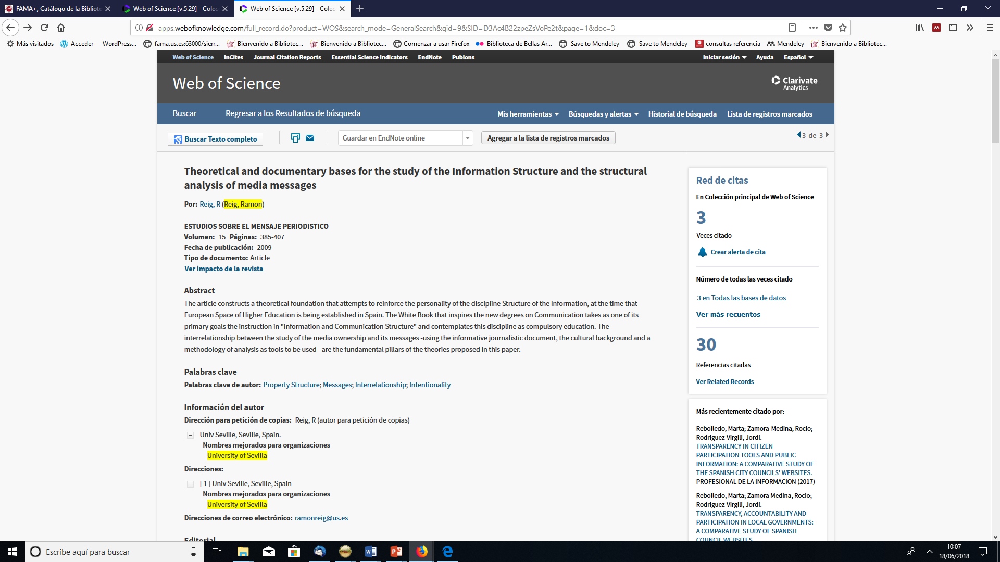 FAMA+, Catálogo de la Bibliote
Web of Science [v.5.29] - Colec
Web of Science [v.5.29] - Colec
apps.webofknowledge.com/full_record.do?product=WOS&search_mode=GeneralSearch&qid=9&SID=D3Ac4B22zpeZsVoPe2t&page=1&doc=3
Más visitados
Acceder — WordPress...
fama.us.es:63000/sierr...
Bienvenido a Bibliotec...
Bienvenido a Bibliotec...
Comenzar a usar Firefox
Biblioteca de Bellas Ar...
Save to Mendeley
Save to Mendeley
consultas referencia
Mendeley
Bienvenido a Bibliotec...
Web of Science
InCites
Journal Citation Reports
Essential Science Indicators
EndNote
Publons
Iniciar sesión
Ayuda
Español
Web of Science
Clarivate
Analytics
Buscar
Regresar a los Resultados de búsqueda
Mis herramientas
Búsquedas y alertas
Historial de búsqueda
Lista de registros marcados
Buscar Texto completo
Guardar en EndNote online
Agregar a la lista de registros marcados
3 de 3
Theoretical and documentary bases for the study of the Information Structure and the structural
analysis of media messages
Por: Reig, R (Reig, Ramon)
ESTUDIOS SOBRE EL MENSAJE PERIODISTICO
Volumen: 15 Páginas: 385-407
Fecha de publicación: 2009
Tipo de documento: Article
Ver impacto de la revista
Abstract
The article constructs a theoretical foundation that attempts to reinforce the personality of the discipline Structure of the Information, at the time that
European Space of Higher Education is being established in Spain. The White Book that inspires the new degrees on Communication takes as one of its
primary goals the instruction in "Information and Communication Structure" and contemplates this discipline as compulsory education. The
interrelationship between the study of the media ownership and its messages -using the informative journalistic document, the cultural background and a
methodology of analysis as tools to be used - are the fundamental pillars of the theories proposed in this paper.
Palabras clave
Palabras clave de autor: Property Structure; Messages; Interrelationship; Intentionality
Información del autor
Dirección para petición de copias: Reig, R (autor para petición de copias)
Univ Seville, Seville, Spain.
Nombres mejorados para organizaciones
University of Sevilla
Direcciones:
[ 1 ] Univ Seville, Seville, Spain
Nombres mejorados para organizaciones
University of Sevilla
Direcciones de correo electrónico: ramonreig@us.es
Editorial
Red de citas
En Colección principal de Web of Science
3
Veces citado
Crear alerta de cita
Número de todas las veces citado
3 en Todas las bases de datos
Ver más recuentos
30
Referencias citadas
Ver Related Records
Más recientemente citado por:
Rebolledo, Marta; Zamora-Medina, Rocio;
Rodriguez-Virgili, Jordi.
TRANSPARENCY IN CITIZEN
PARTICIPATION TOOLS AND PUBLIC
INFORMATION: A COMPARATIVE STUDY OF
THE SPANISH CITY COUNCILS' WEBSITES.
PROFESIONAL DE LA INFORMACION (2017)
Rebolledo, Marta; Zamora Medina, Rocio;
Rodriguez-Virgili, Jordi.
TRANSPARENCY, ACCOUNTABILITY AND
PARTICIPATION IN LOCAL GOVERNMENTS:
A COMPARATIVE STUDY OF SPANISH
COUNCIL WEBSITES
Escribe aquí para buscar
10:07
18/06/2018